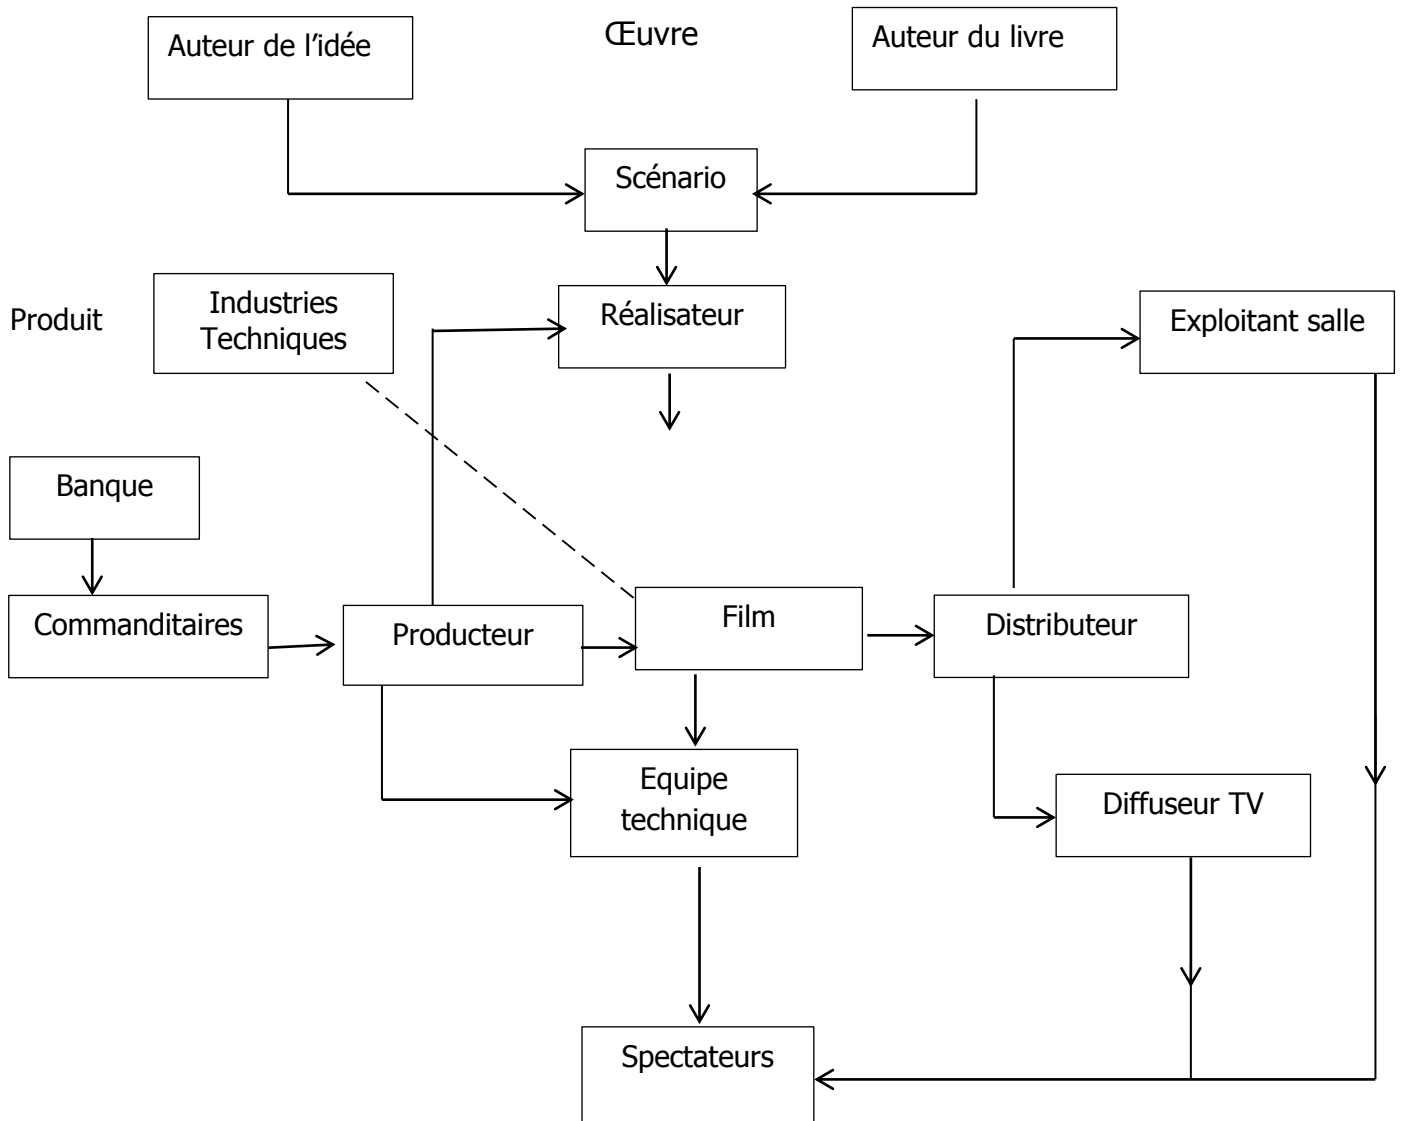 Auteur de l’idée
Œuvre
Auteur du livre
Scénario
Produit
Industries
Techniques
Réalisateur
Exploitant salle
Banque
Commanditaires
Producteur
Film
Distributeur
Equipe
technique
Diffuseur TV
Spectateurs